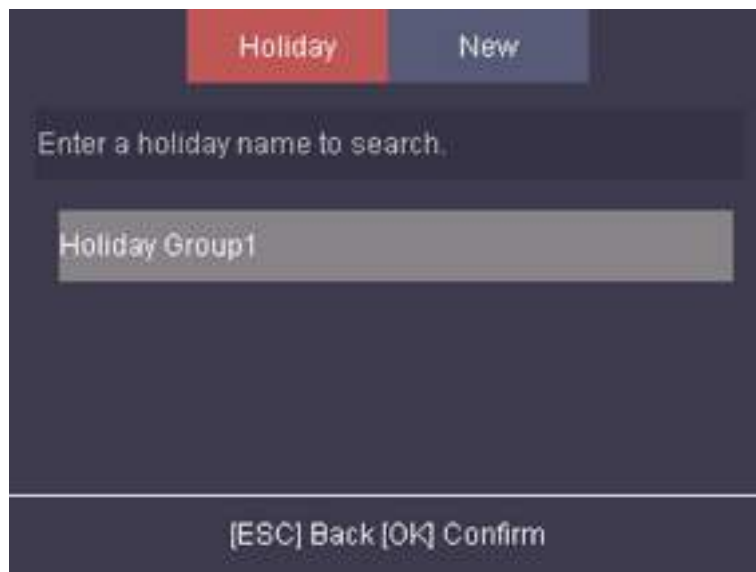 Holiday New
Enter a holiday name to search.
Holiday Group1
[ESC] Back [OK] Confirm